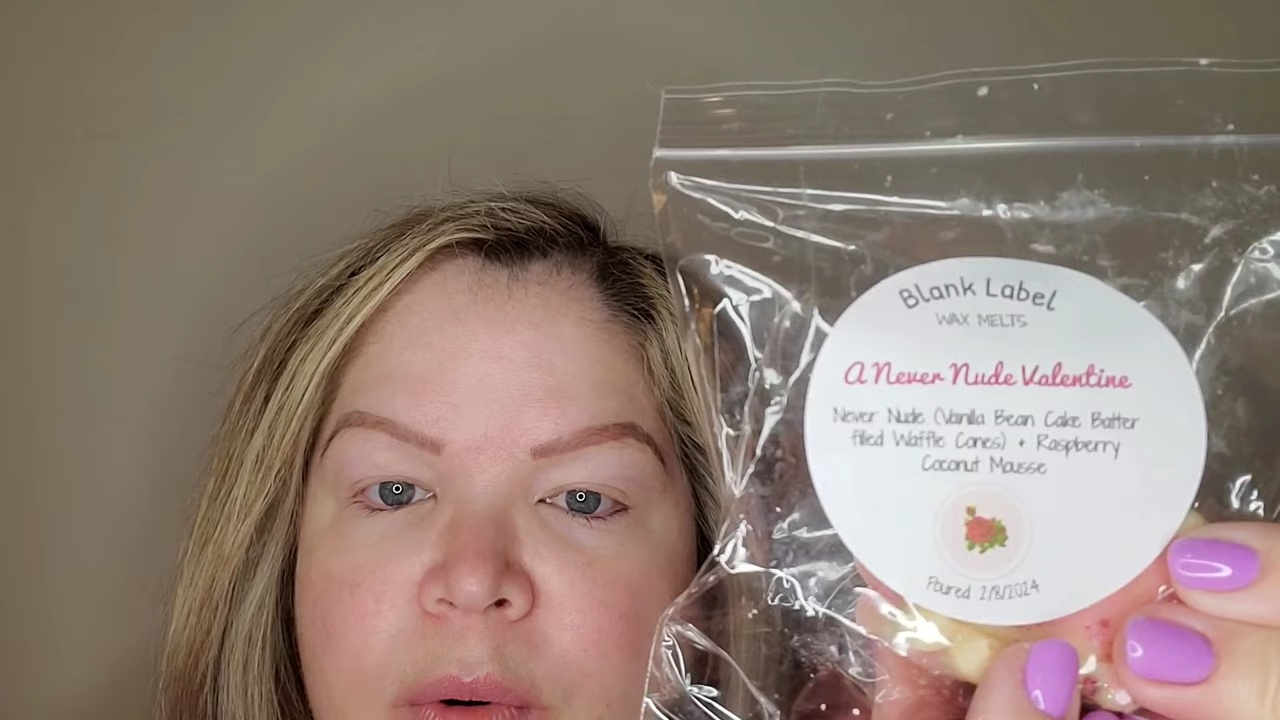 Blank Label
WAX MELTS
A Never Nude Valentine
Never Nude (Vanilla Bean Cake Batter
filled Waffle Cones) + Raspberry
Coconut Mousse
Poured 2/8/2024